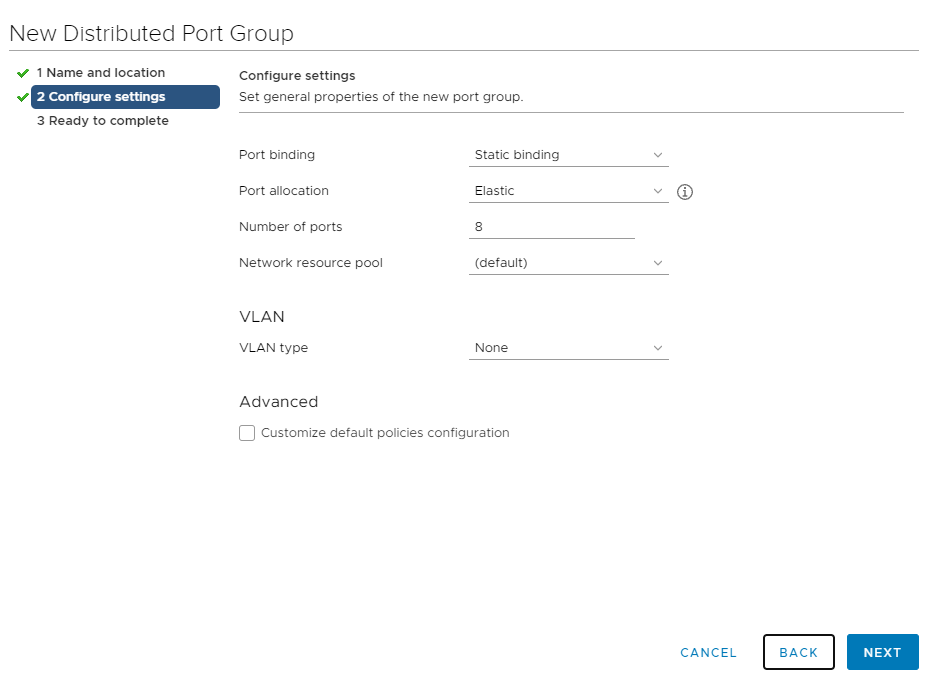 New Distributed Port Group
1 Name and location
2 Configure settings
3 Ready to complete
Configure settings
Set general properties of the new port group.
Port binding Static binding
Port allocation Elastic
Number of ports 8
Network resource pool (default)
VLAN
VLAN type None
Advanced
Customize default policies configuration
CANCEL BACK NEXT